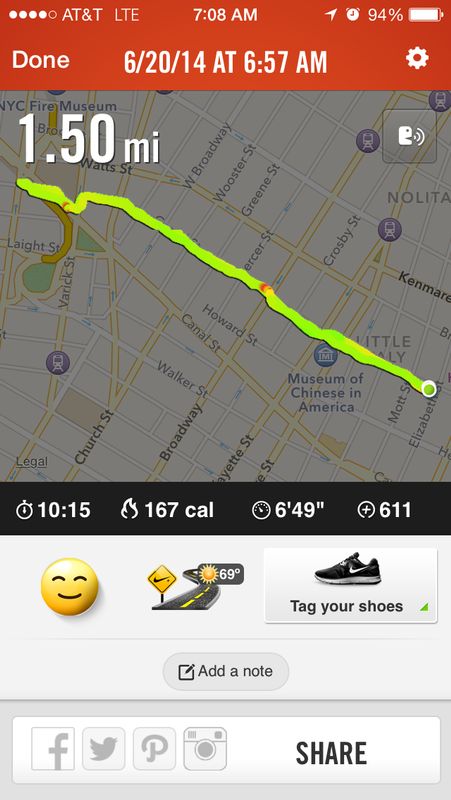 AT&T LTE 7:08 AM 94%
Done 6/20/14 AT 6:57 AM
NYC Fire Museum
1.50 mi
Watts St
W Broadway
Wooster St
Greene St
NOLITA
Crosby St
Laight St
Varick St
ercer St
Kenmare
Howard St
Canal St
LITTLE
ALY
Museum of
Chinese in
America
Walker St
Mott St
Elizabeth
Church St
Broadway
fayette St
Legal
10:15 167 cal 6'49" 611
69°
Tag your shoes
Add a note
SHARE